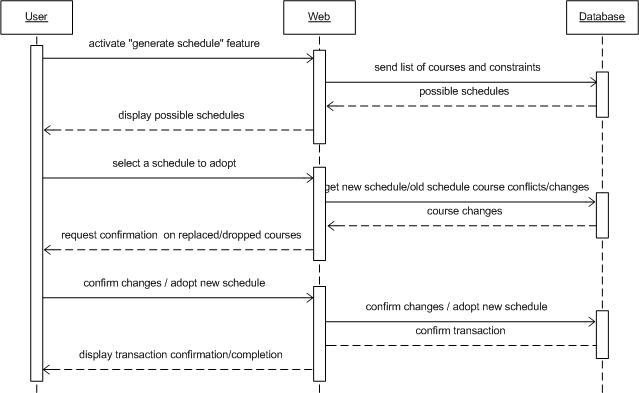 User
Web
Database
activate "generate schedule" feature
send list of courses and constraints
possible schedules
display possible schedules
select a schedule to adopt
get new schedule/old schedule course conflicts/changes
course changes
request confirmation on replaced/dropped courses
confirm changes / adopt new schedule
confirm changes / adopt new schedule
confirm transaction
display transaction confirmation/completion